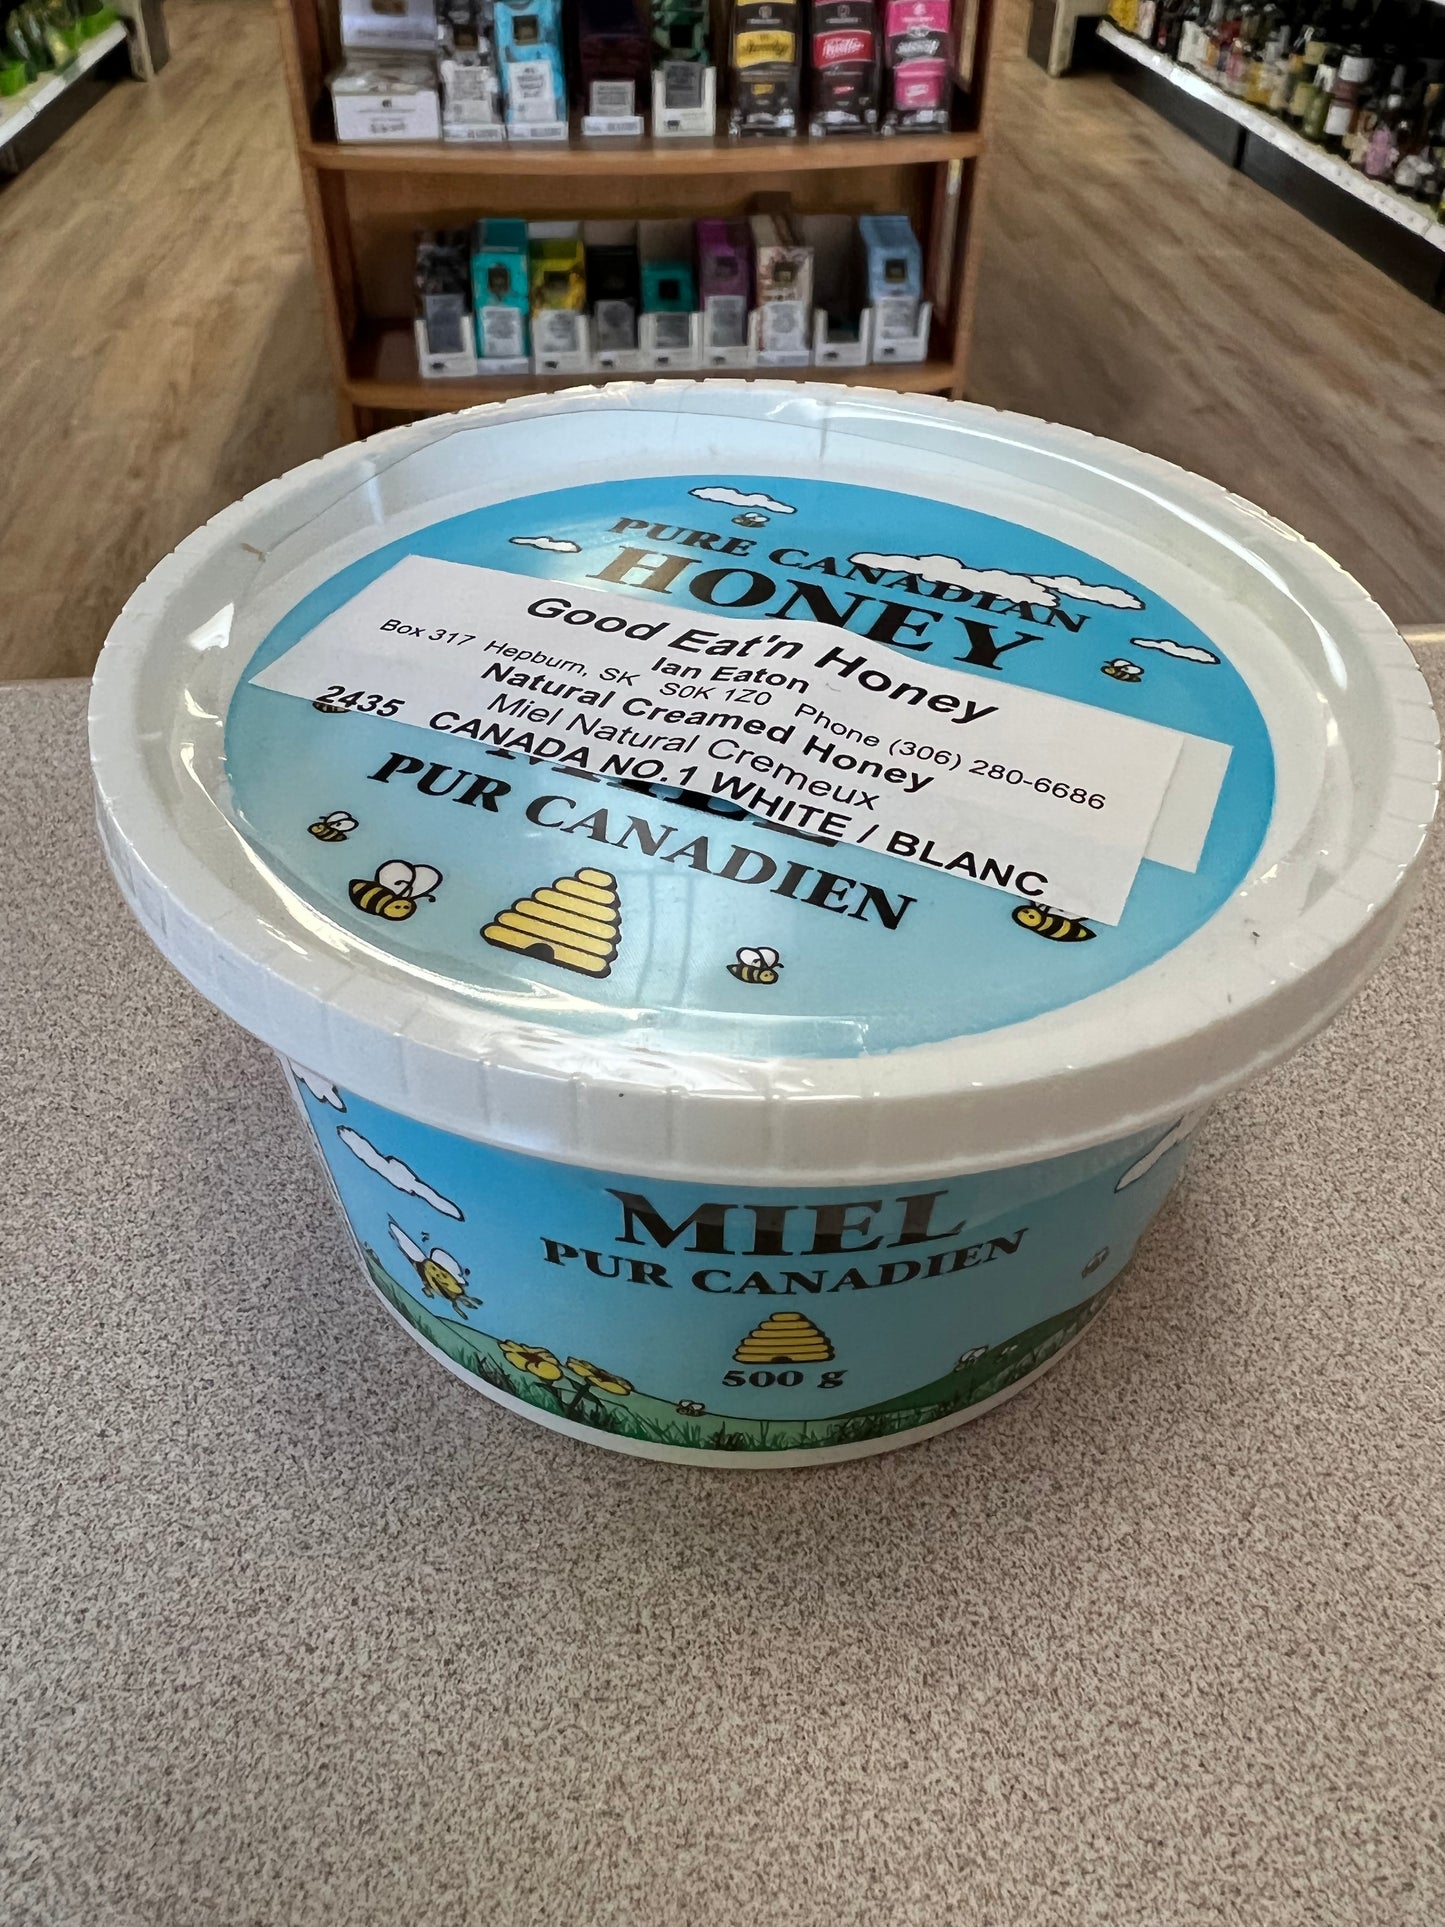 PURE CANADIAN
HONEY
Good Eat'n Honey
Ian Eaton
Box 317 Hepburn, SK S0K 1Z0 Phone (306) 280-6686
Natural Creamed Honey
Miel Natural Cremeux
2435 CANADA NO.1 WHITE / BLANC
MIEL
PUR CANADIEN
MIEL
PUR CANADIEN
500 g